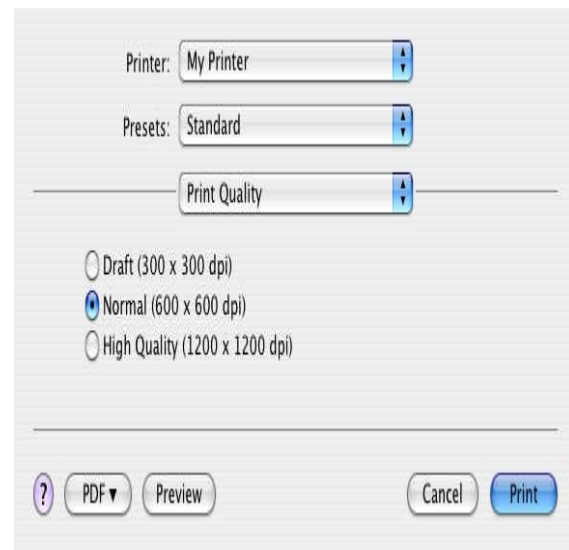 Printer: My Printer
Presets: Standard
Print Quality
Draft (300 x 300 dpi)
Normal (600 x 600 dpi)
High Quality (1200 x 1200 dpi)
? PDF ▼ Preview Cancel Print